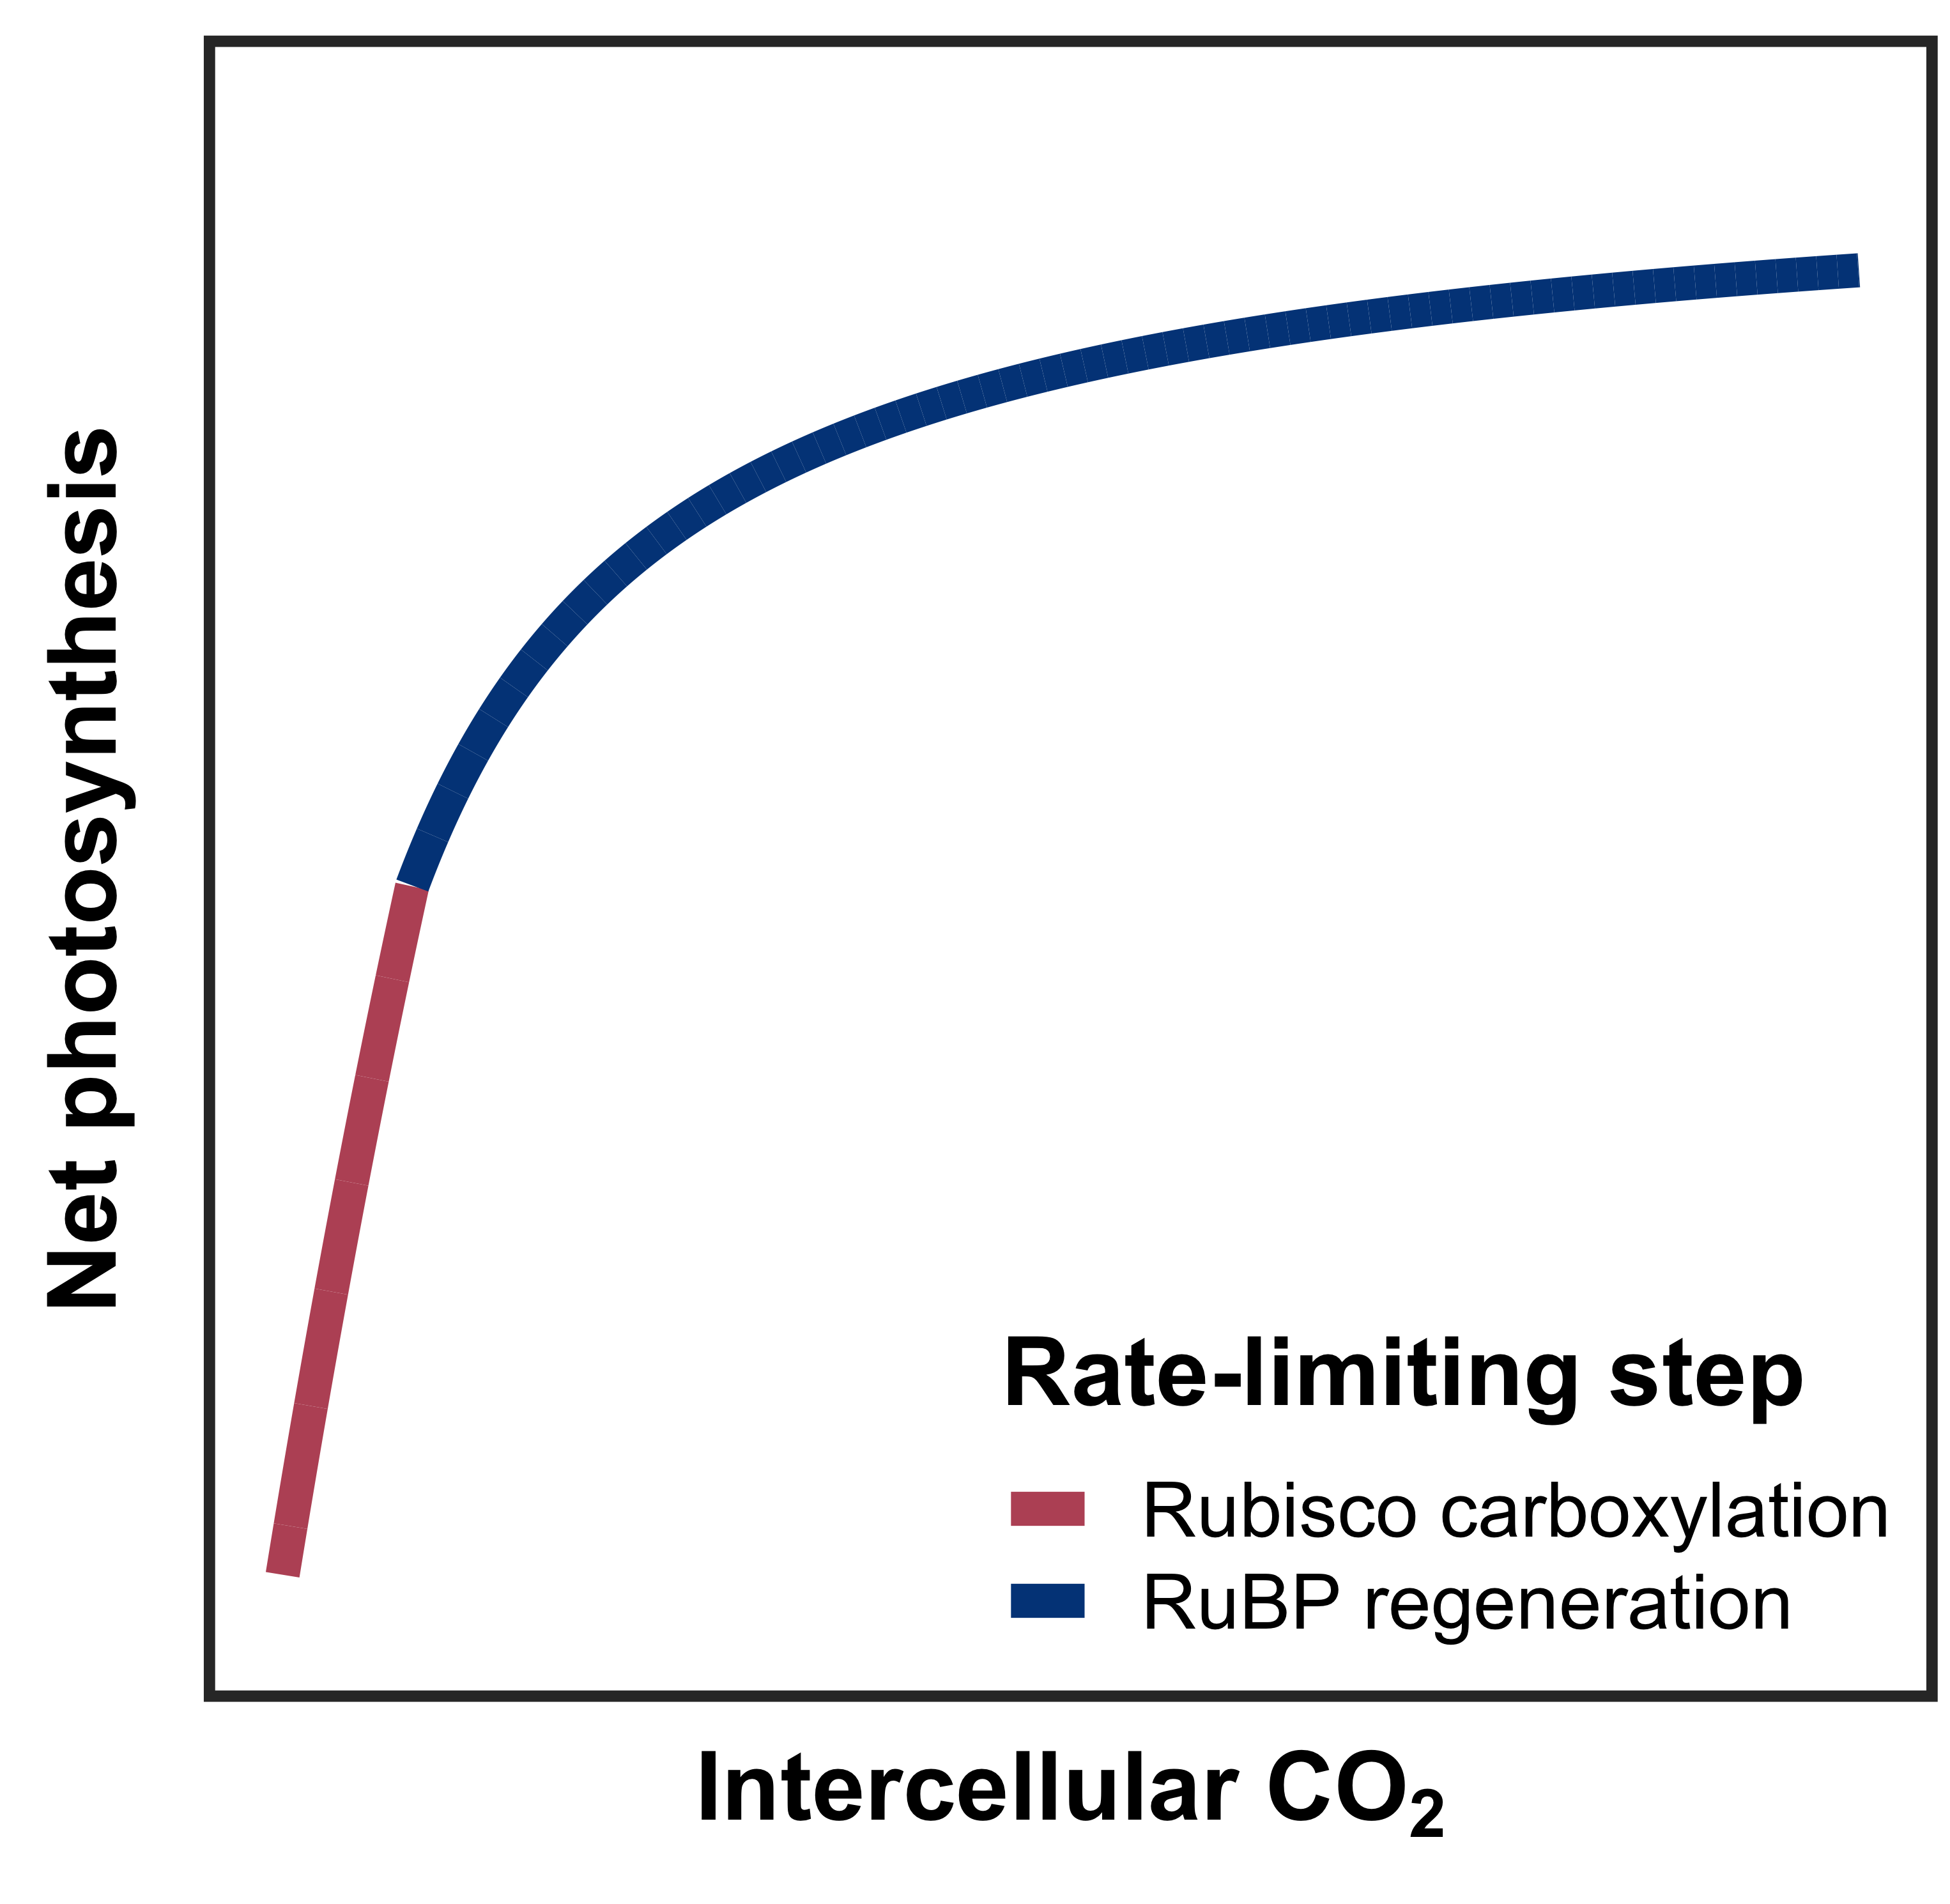 Net photosynthesis
Rate-limiting step
Rubisco carboxylation
RuBP regeneration
Intercellular CO₂